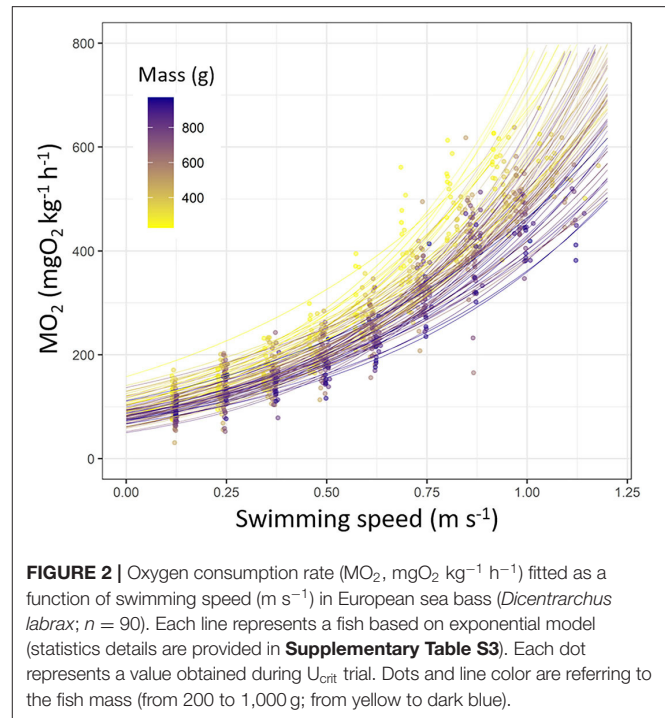 800
600
400
200
0
MO₂ (mgO₂ kg⁻¹ h⁻¹)
Mass (g)
800
600
400
0.00 0.25 0.50 0.75 1.00 1.25
Swimming speed (m s⁻¹)
FIGURE 2 | Oxygen consumption rate (MO₂, mgO₂ kg⁻¹ h⁻¹) fitted as a
function of swimming speed (m s⁻¹) in European sea bass (Dicentrarchus
labrax; n = 90). Each line represents a fish based on exponential model
(statistics details are provided in Supplementary Table S3). Each dot
represents a value obtained during Ucrit trial. Dots and line color are referring to
the fish mass (from 200 to 1,000 g; from yellow to dark blue).